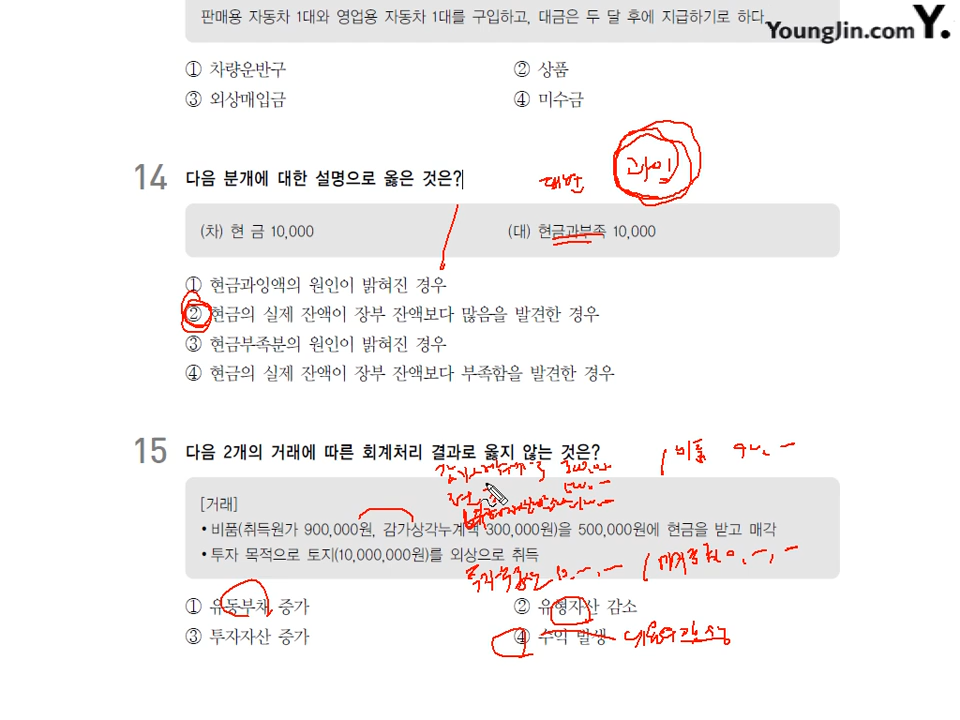 판매용 자동차 1대와 영업용 자동차 1대를 구입하고, 대금은 두 달 후에 지급하기로 하다.
YoungJin.com Y.
① 차량운반구 ② 상품
③ 외상매입금 ④ 미수금
과잉
14 다음 분개에 대한 설명으로 옳은 것은?
대변
(차) 현 금 10,000 (대) 현금과부족 10,000
① 현금과잉액의 원인이 밝혀진 경우
② 현금의 실제 잔액이 장부 잔액보다 많음을 발견한 경우
③ 현금부족분의 원인이 밝혀진 경우
④ 현금의 실제 잔액이 장부 잔액보다 부족함을 발견한 경우
15 다음 2개의 거래에 따른 회계처리 결과로 옳지 않는 것은?
비품
[거래]
• 비품(취득원가 900,000원, 감가상각누계액 300,000원)을 500,000원에 현금을 받고 매각
• 투자 목적으로 토지(10,000,000원)를 외상으로 취득
① 유동부채 증가 ② 유형자산 감소
③ 투자자산 증가 ④ 수익 발생